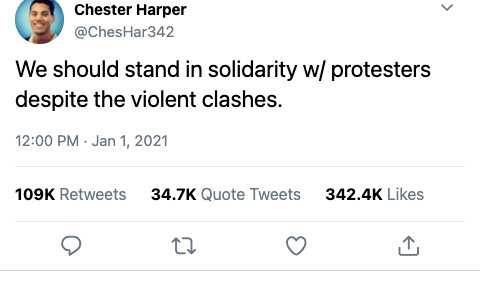 Chester Harper
@ChesHar342
We should stand in solidarity w/ protesters
despite the violent clashes.
12:00 PM · Jan 1, 2021
109K Retweets 34.7K Quote Tweets 342.4K Likes